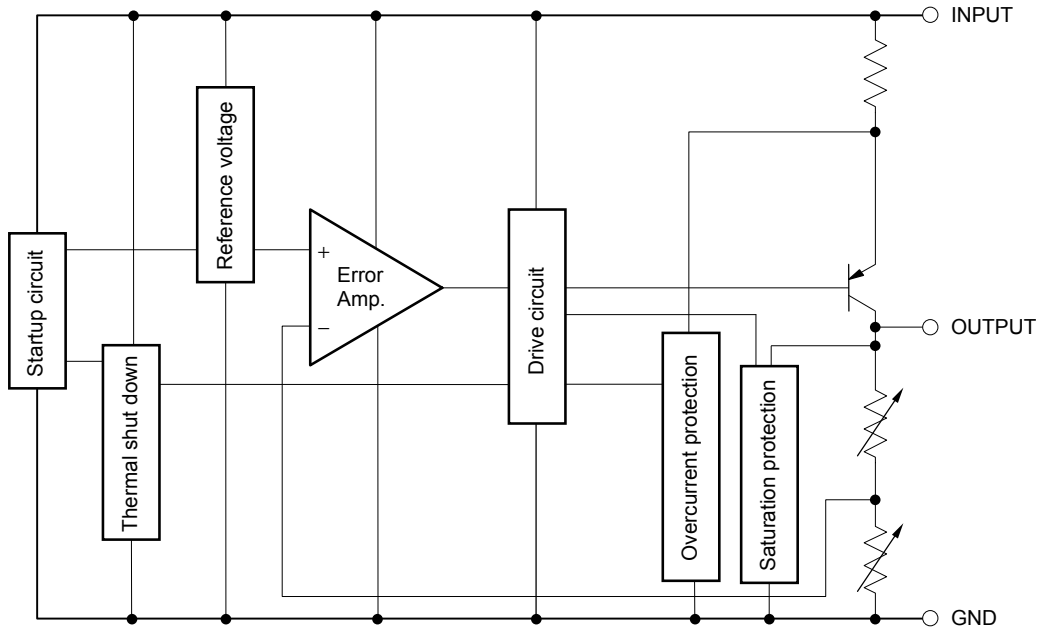 INPUT
Reference voltage
Startup circuit
+
Error
Amp.
−
Drive circuit
OUTPUT
Thermal shut down
Overcurrent protection
Saturation protection
GND